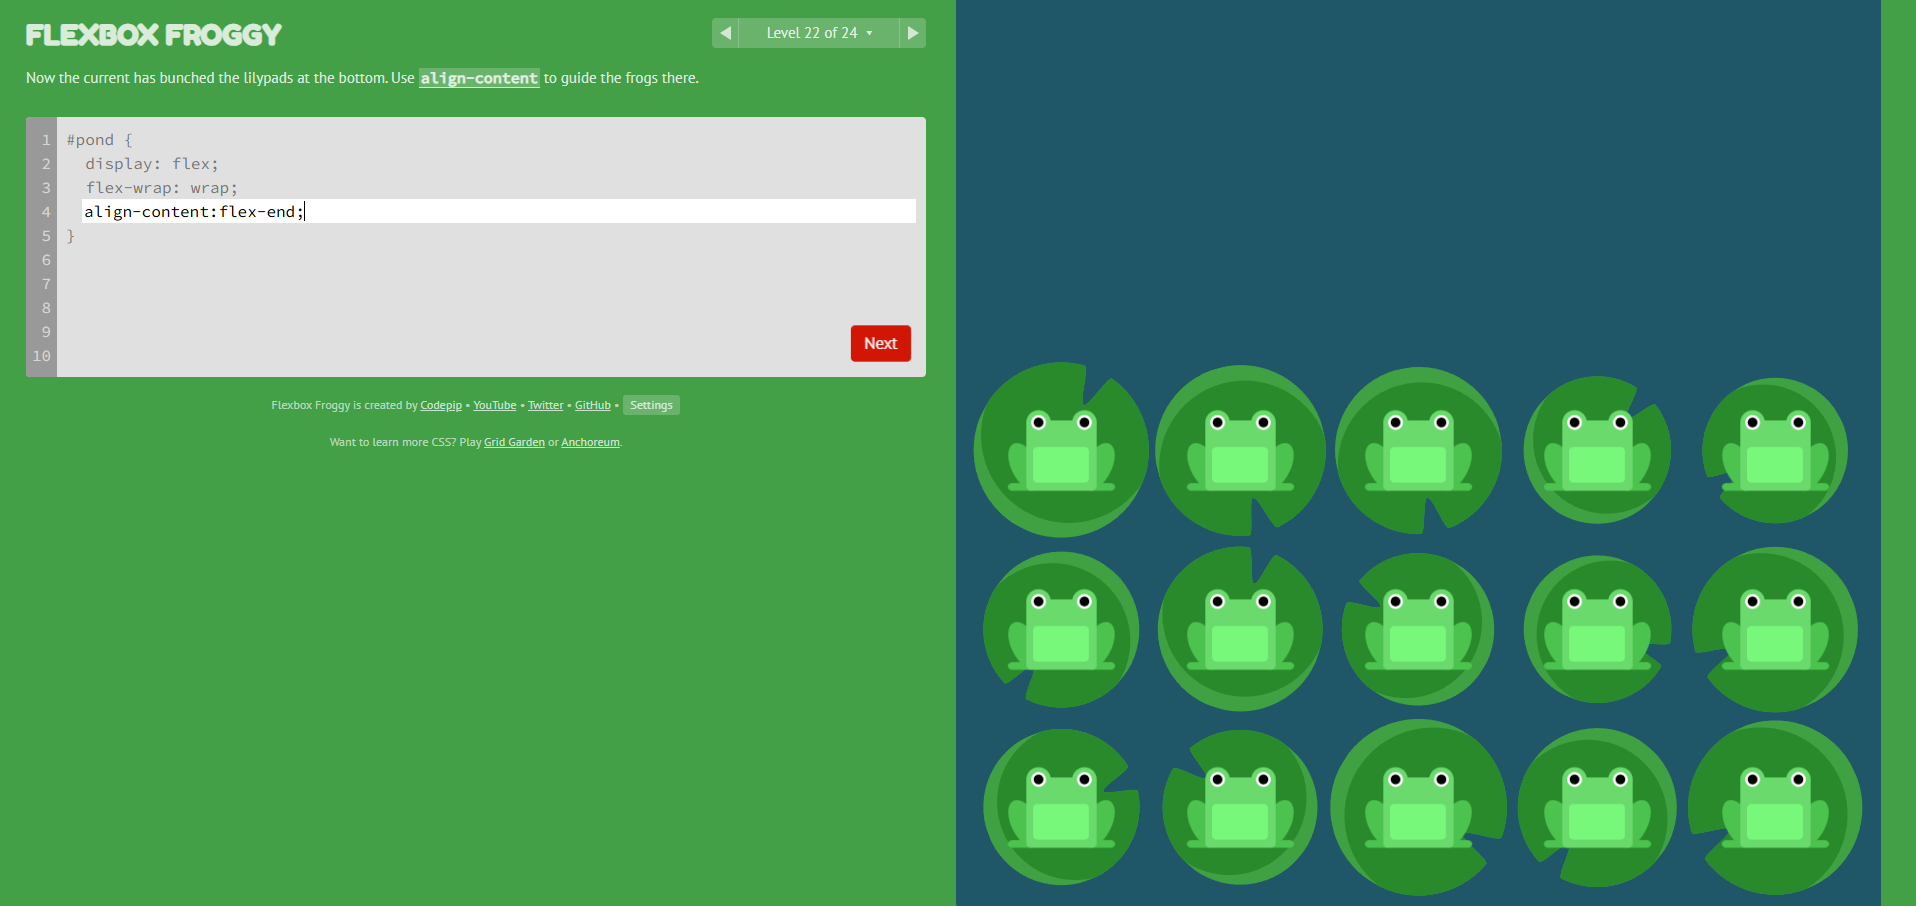 FLEXBOX FROGGY
Level 22 of 24
Now the current has bunched the lilypads at the bottom. Use align-content to guide the frogs there.
1 #pond {
2 display: flex;
3 flex-wrap: wrap;
4 align-content:flex-end;
5 }
6
7
8
9
10
Next
Flexbox Froggy is created by Codepip • YouTube • Twitter • GitHub • Settings
Want to learn more CSS? Play Grid Garden or Anchoreum.